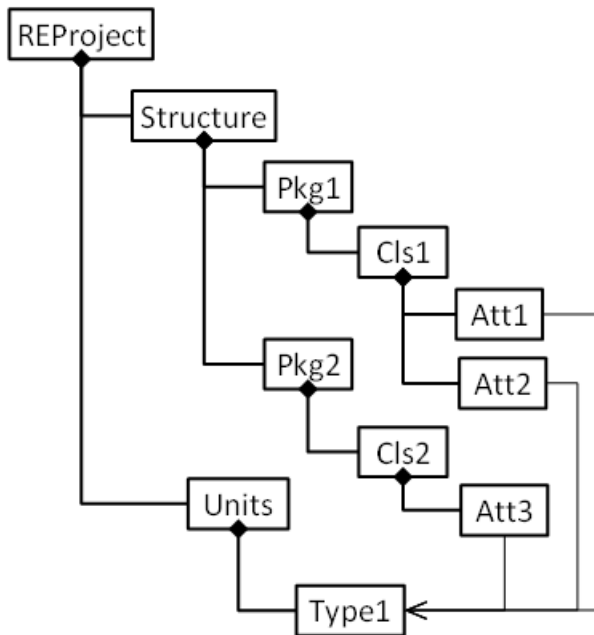 REProject
Structure
Pkg1
Cls1
Att1
Pkg2
Att2
Cls2
Units
Att3
Type1